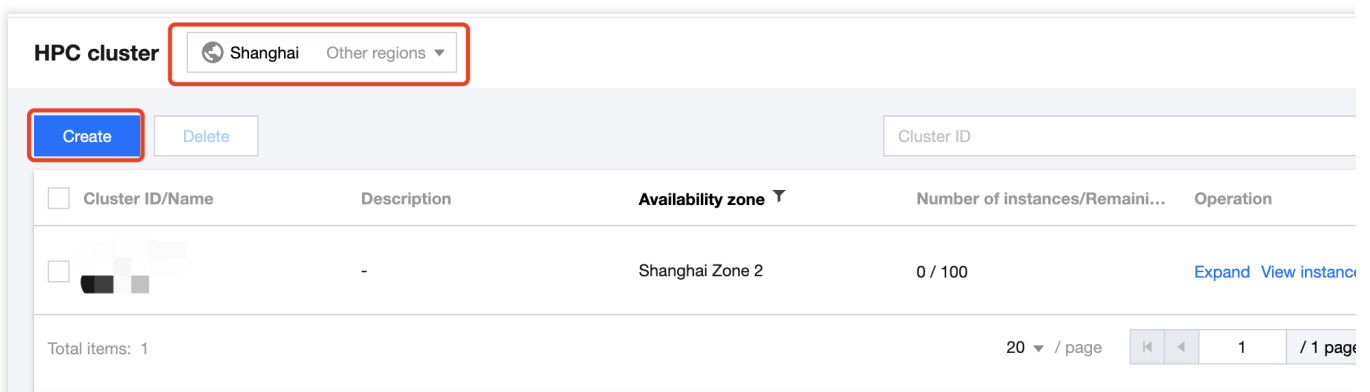 HPC cluster Shanghai Other regions
Create Delete Cluster ID
Cluster ID/Name Description Availability zone Number of instances/Remaini... Operation
- Shanghai Zone 2 0 / 100 Expand View instance
Total items: 1 20 / page 1 / 1 page